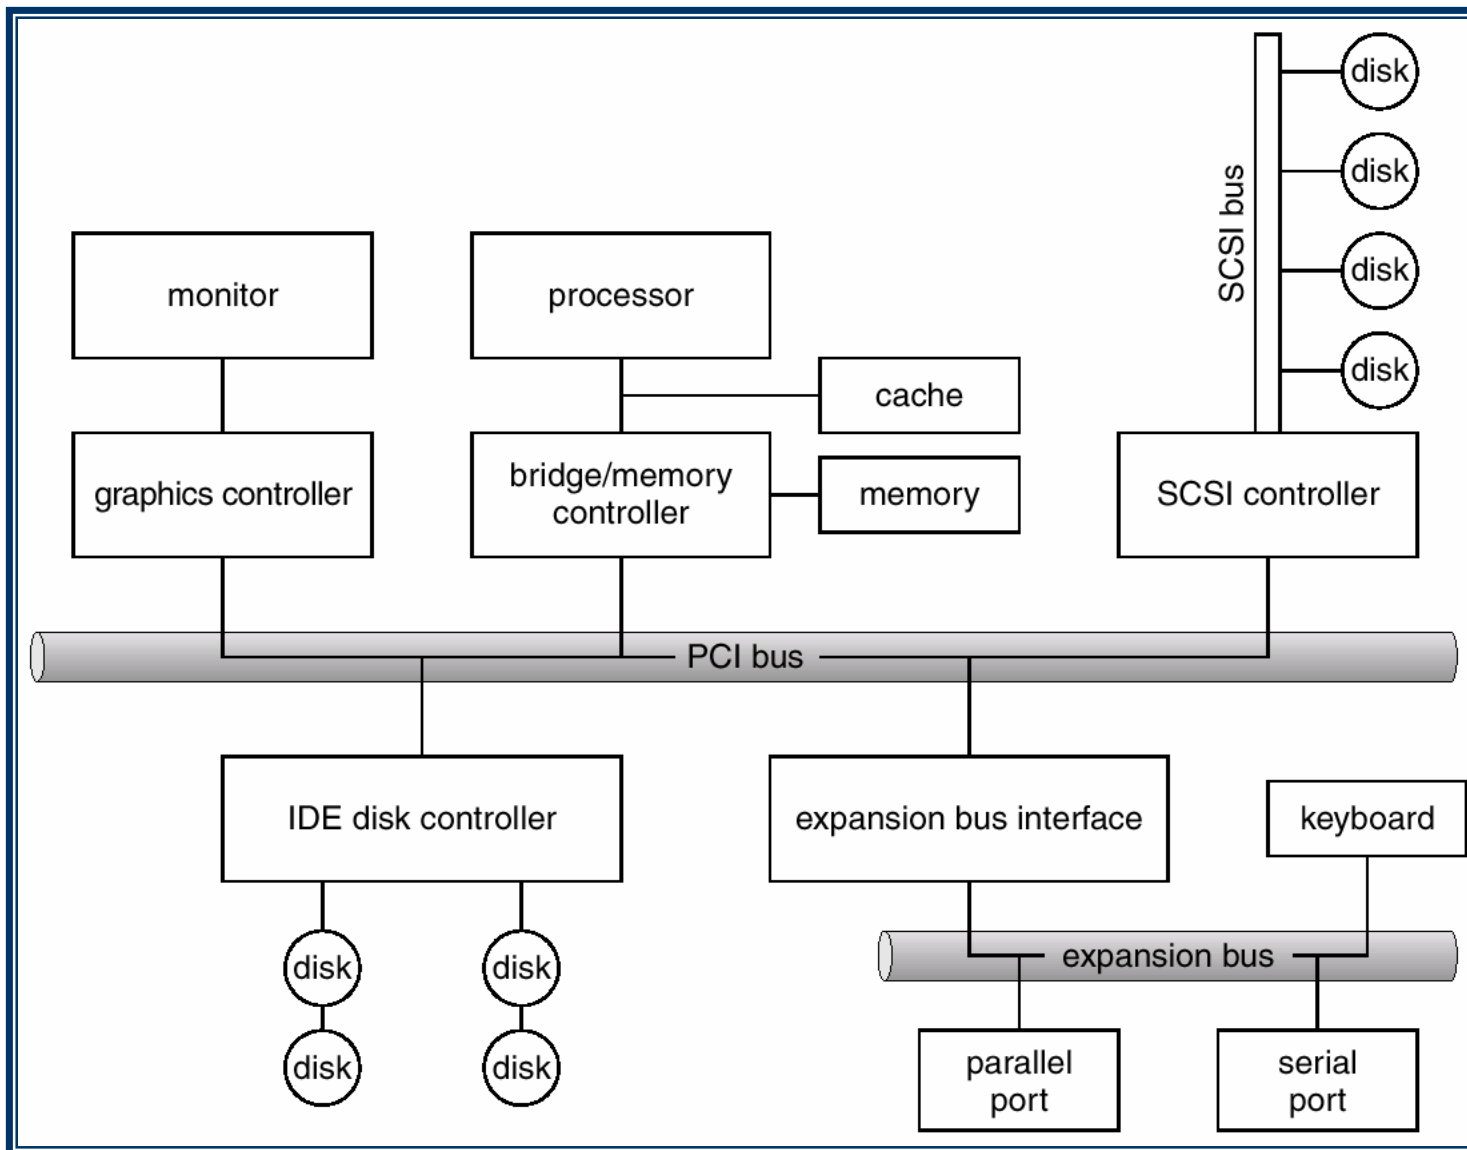 disk
disk
SCSI bus
disk
disk
monitor
processor
cache
graphics controller
bridge/memory
controller
memory
SCSI controller
PCI bus
IDE disk controller
expansion bus interface
keyboard
disk
disk
expansion bus
disk
disk
parallel
port
serial
port